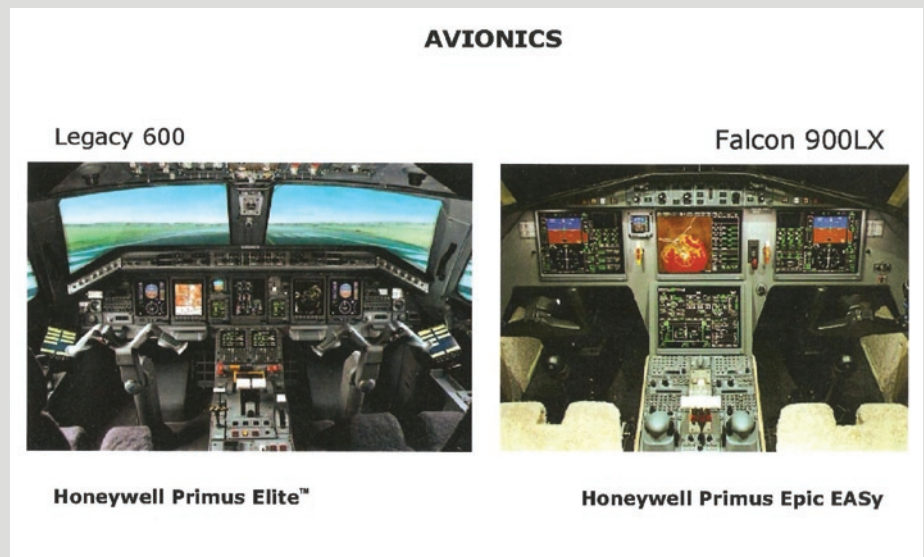 AVIONICS
Legacy 600
Falcon 900LX
Honeywell Primus Elite™
Honeywell Primus Epic EASy